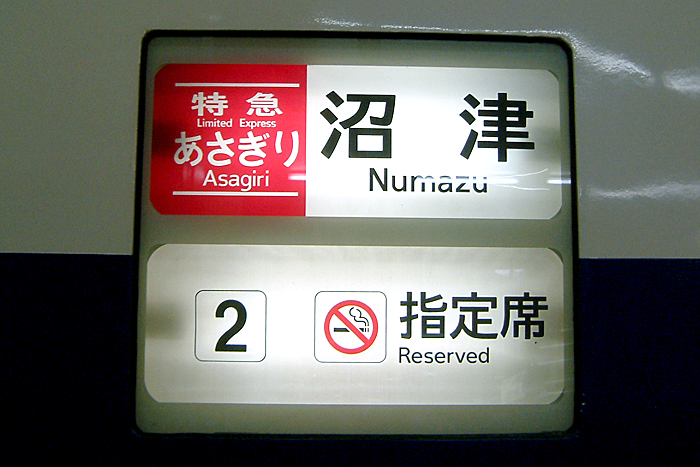 特急
Limited Express
あさぎり
Asagiri
沼津
Numazu
2
指定席
Reserved